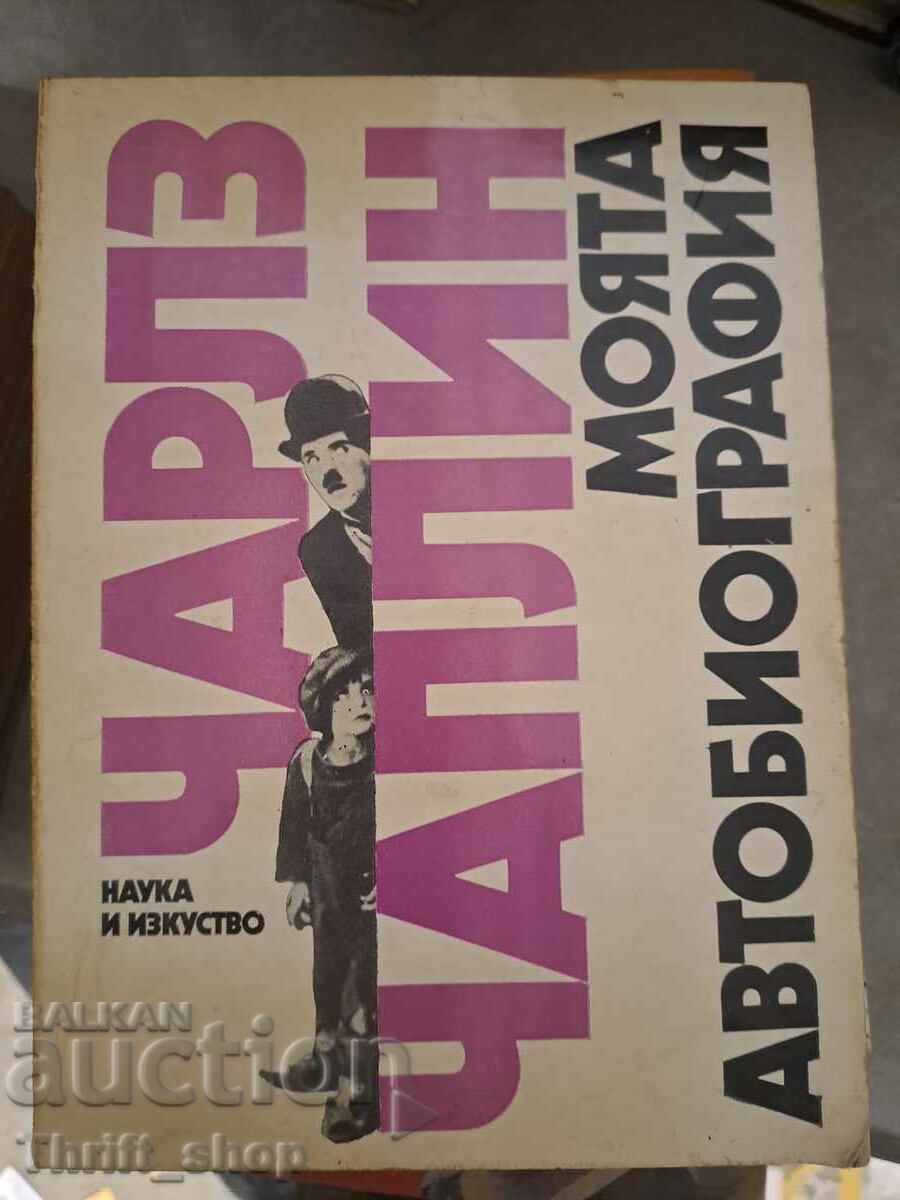 ЧАРЛЗ
ЧАПЛИН
МОЯТА
АВТОБИОГРАФИЯ
НАУКА
И ИЗКУСТВО
BALKAN
auction
Thrift_shop